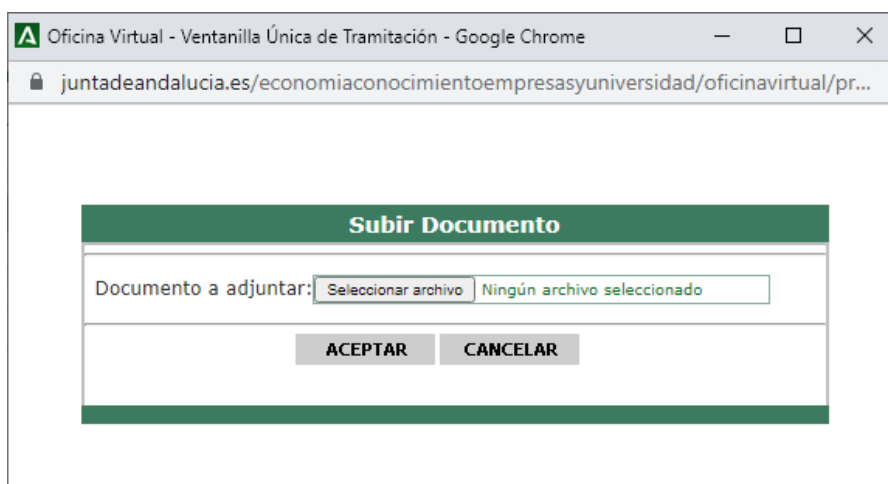 Oficina Virtual - Ventanilla Única de Tramitación - Google Chrome
juntadeandalucia.es/economiaconocimientoempresasyuniversidad/oficinavirtual/pr...
Subir Documento
Documento a adjuntar: Seleccionar archivo Ningún archivo seleccionado
ACEPTAR CANCELAR